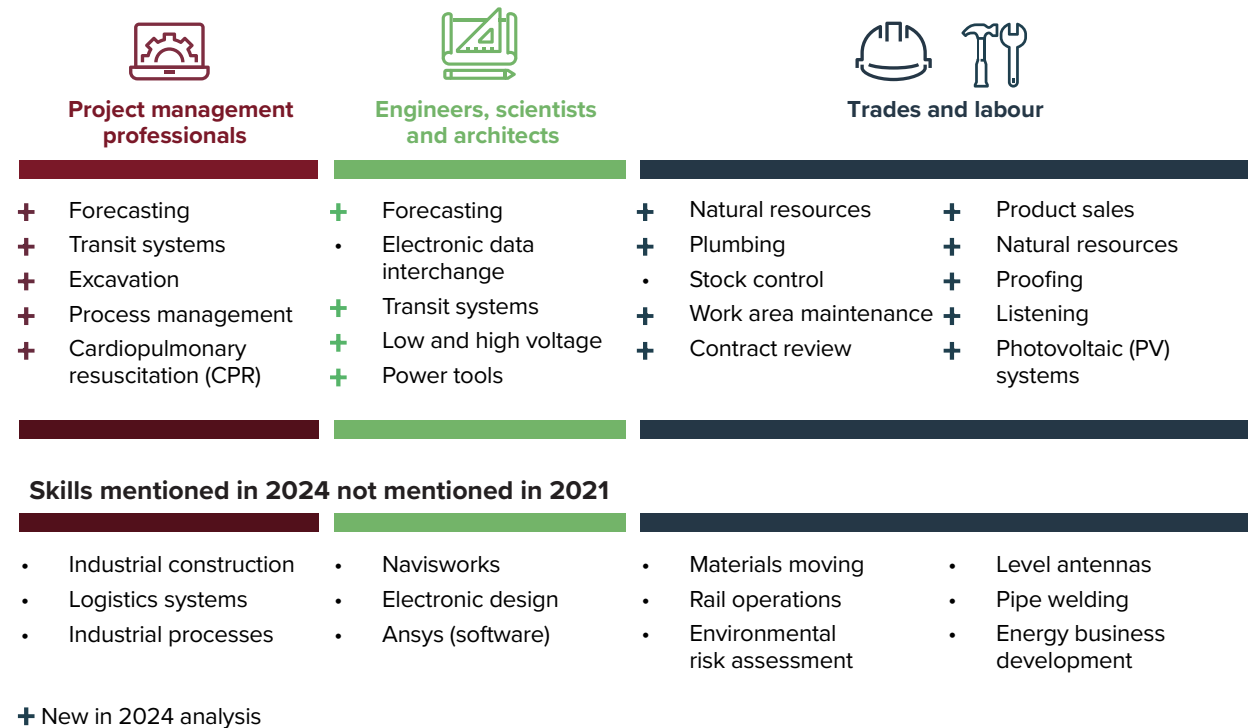 Project management
professionals
Engineers, scientists
and architects
Trades and labour
+ Forecasting
+ Transit systems
+ Excavation
+ Process management
+ Cardiopulmonary
resuscitation (CPR)
+ Forecasting
• Electronic data
interchange
+ Transit systems
+ Low and high voltage
+ Power tools
+ Natural resources
+ Plumbing
• Stock control
+ Work area maintenance
+ Contract review
+ Product sales
+ Natural resources
+ Proofing
+ Listening
+ Photovoltaic (PV)
systems
Skills mentioned in 2024 not mentioned in 2021
• Industrial construction
• Logistics systems
• Industrial processes
• Navisworks
• Electronic design
• Ansys (software)
• Materials moving
• Rail operations
• Environmental
risk assessment
• Level antennas
• Pipe welding
• Energy business
development
+ New in 2024 analysis